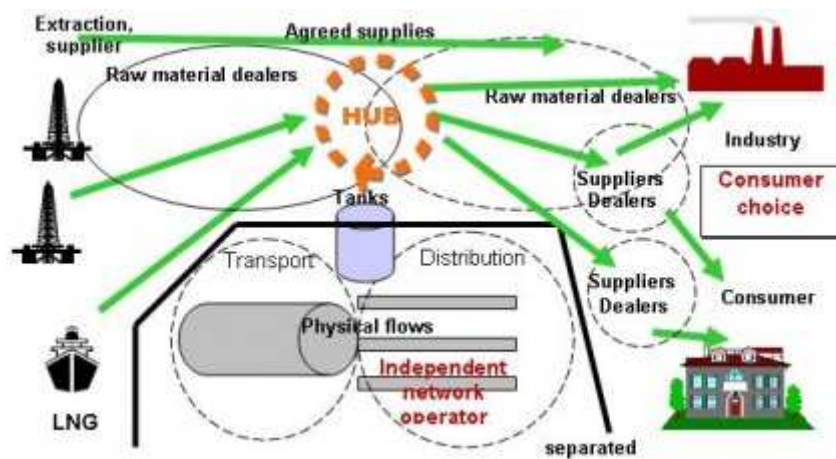 Extraction,
supplier
Agreed supplies
Raw material dealers
HUB
Raw material dealers
Industry
Suppliers
Dealers
Consumer
choice
Tanks
Transport
Distribution
Suppliers
Dealers
Consumer
Physical flows
Independent
network
operator
LNG
separated